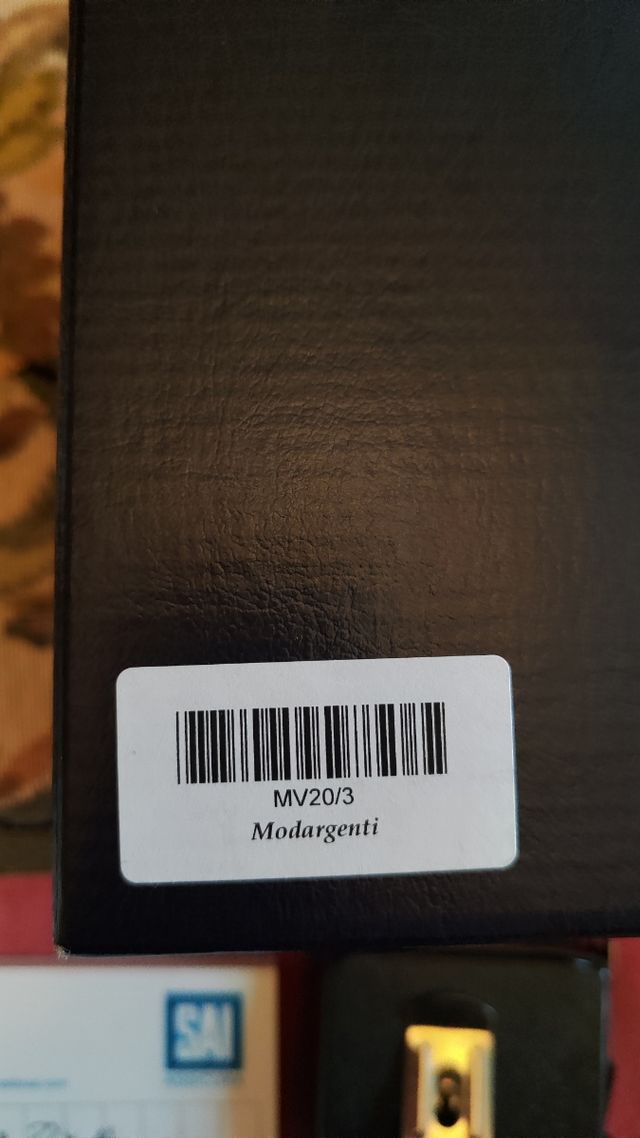 MV20/3
Modargenti
SAI